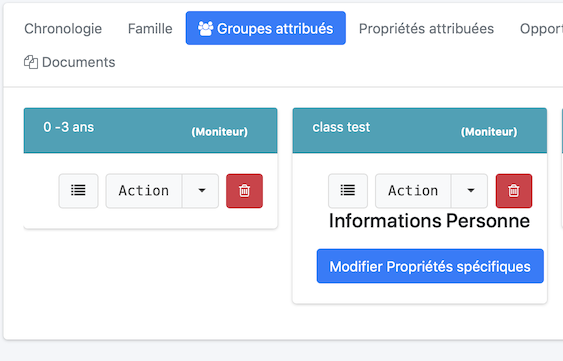 Chronologie Famille Groupes attribués Propriétés attribuées Opport
Documents
0 -3 ans (Moniteur)
class test (Moniteur)
Action
Action
Informations Personne
Modifier Propriétés spécifiques